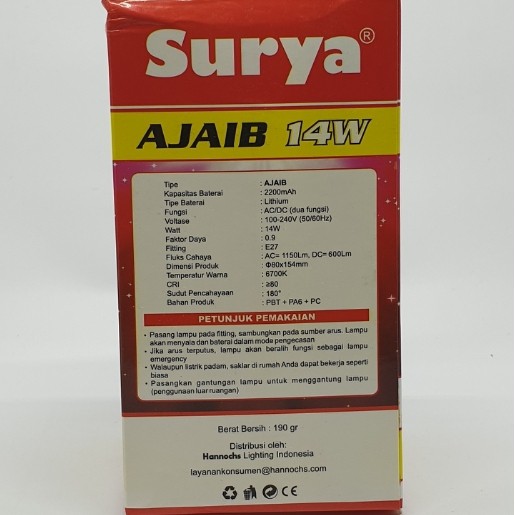 Surya®
AJAIB 14W
Tipe : AJAIB
Kapasitas Baterai : 2200mAh
Tipe Baterai : Lithium
Fungsi : AC/DC (dua fungsi)
Voltase : 100-240V (50/60Hz)
Watt : 14W
Faktor Daya : 0.9
Fitting : E27
Fluks Cahaya : AC= 1150Lm, DC= 600Lm
Dimensi Produk : Φ80x154mm
Temperatur Warna : 6700K
CRI : ≥80
Sudut Pencahayaan : 180°
Bahan Produk : PBT + PA6 + PC
PETUNJUK PEMAKAIAN
• Pasang lampu pada fitting, sambungkan pada sumber arus. Lampu
akan menyala dan baterai dalam mode pengecasan
• Jika arus terputus, lampu akan beralih fungsi sebagai lampu
emergency
• Walaupun listrik padam, saklar di rumah Anda dapat bekerja seperti
biasa
• Pasangkan gantungan lampu untuk menggantung lampu
(penggunaan luar ruangan)
Berat Bersih : 190 gr
Distribusi oleh:
Hannochs Lighting Indonesia
layanankonsumen@hannochs.com
CE